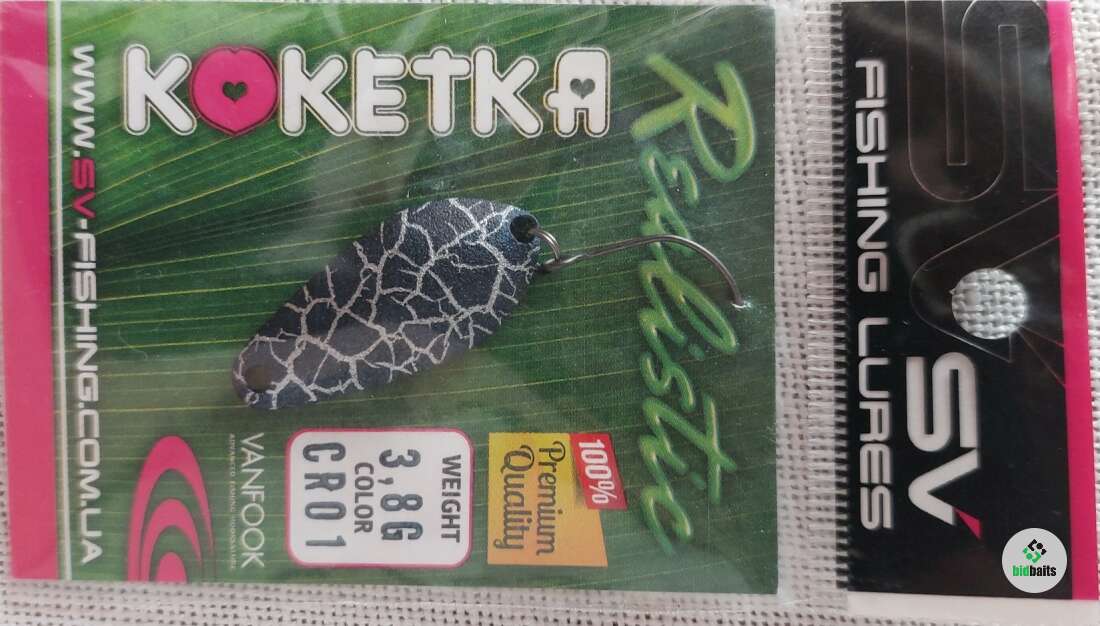 KOKETKA
Realistic
100%
Premium
Quality
WEIGHT
3,8G
COLOR
CR01
VANFOOK
WWW.SV-FISHING.COM.UA
SV
FISHING LURES
bidbaits